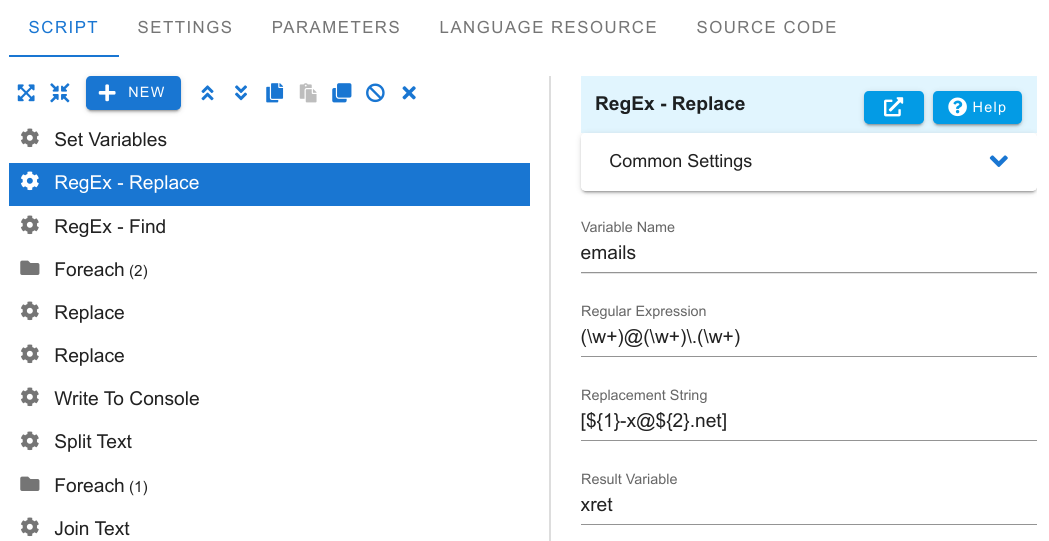 SCRIPT SETTINGS PARAMETERS LANGUAGE RESOURCE SOURCE CODE
NEW
Set Variables
RegEx - Replace
RegEx - Find
Foreach (2)
Replace
Replace
Write To Console
Split Text
Foreach (1)
Join Text
RegEx - Replace Help
Common Settings
Variable Name
emails
Regular Expression
(\w+)@(\w+)\.(\w+)
Replacement String
[${1}-x@${2}.net]
Result Variable
xret